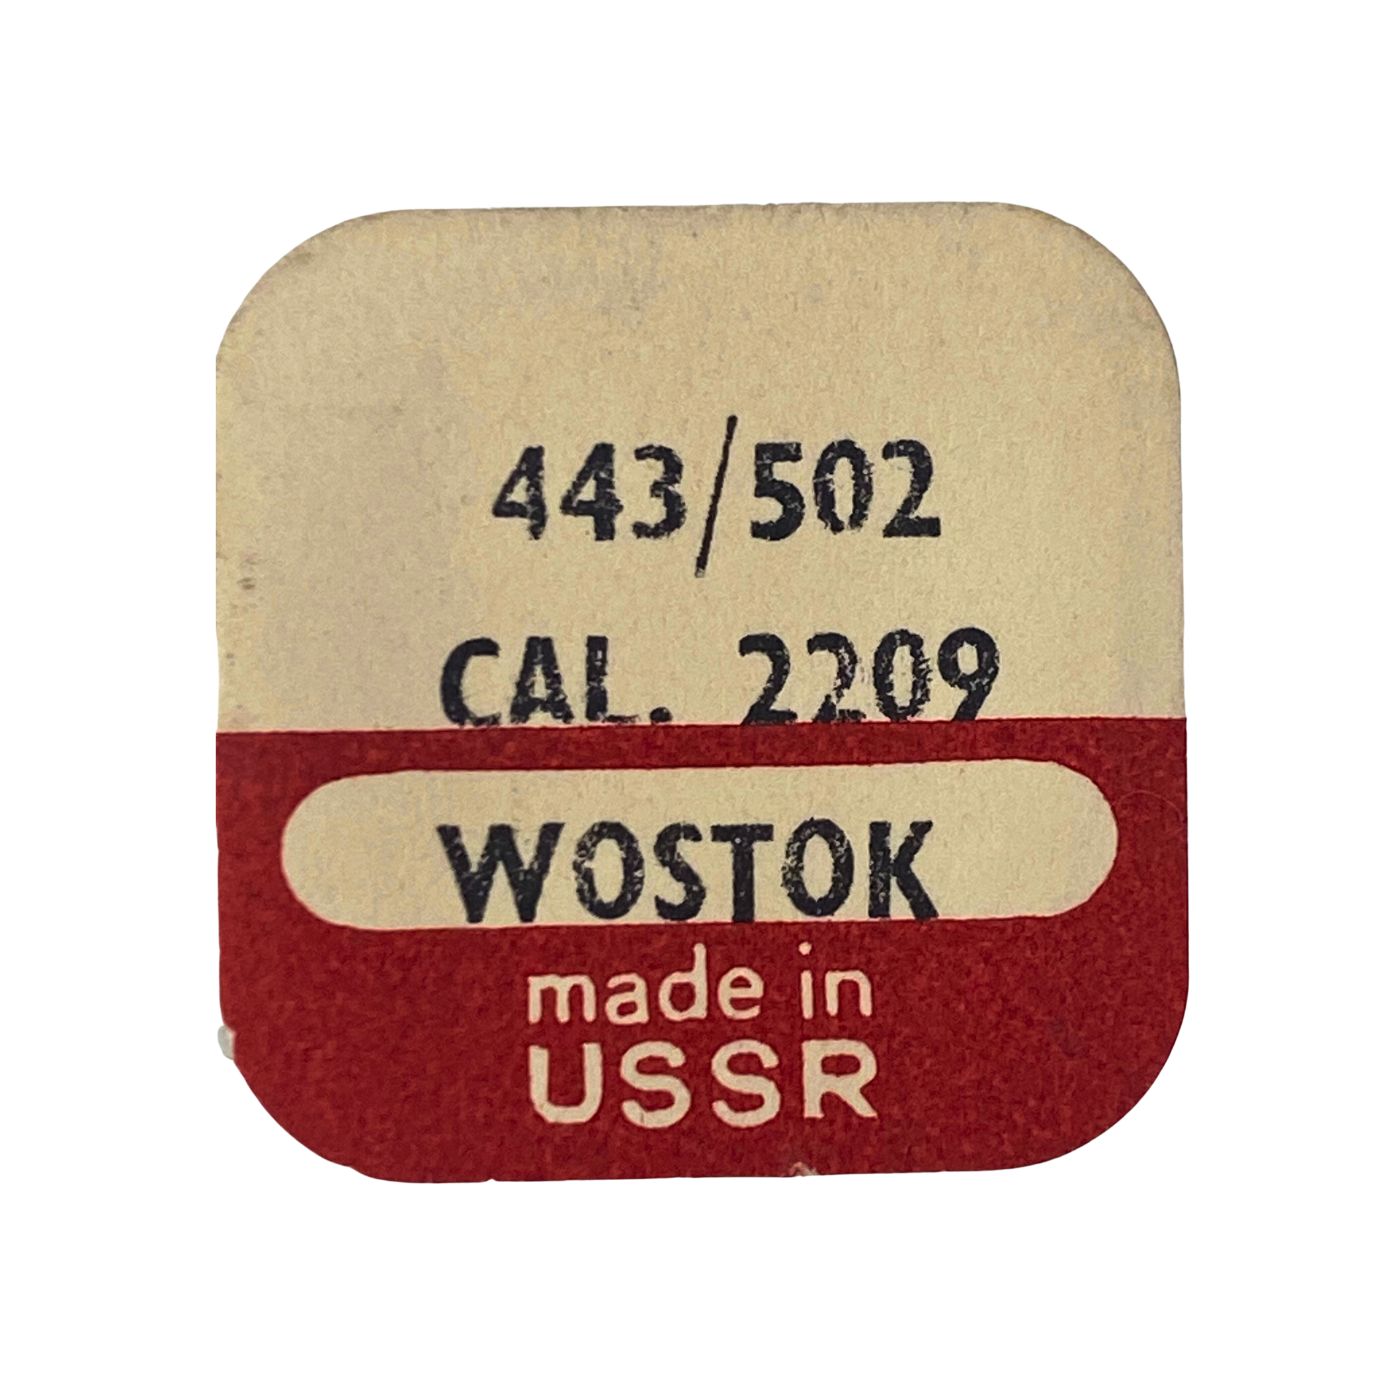 443/502
CAL. 2209
WOSTOK
made in
USSR